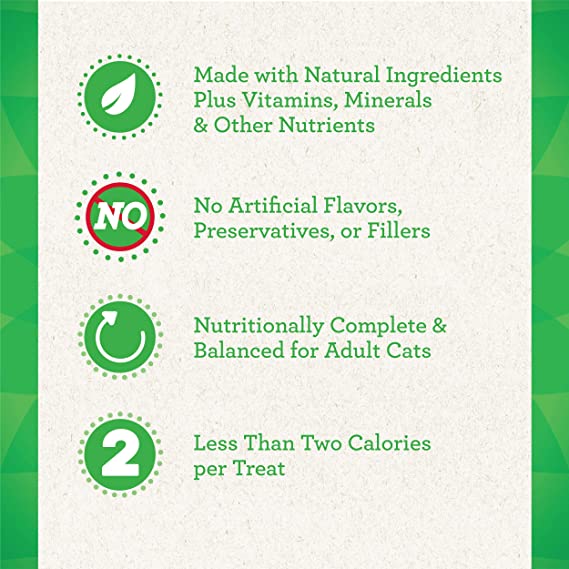 Made with Natural Ingredients
Plus Vitamins, Minerals
& Other Nutrients
NO
No Artificial Flavors,
Preservatives, or Fillers
Nutritionally Complete &
Balanced for Adult Cats
2
Less Than Two Calories
per Treat